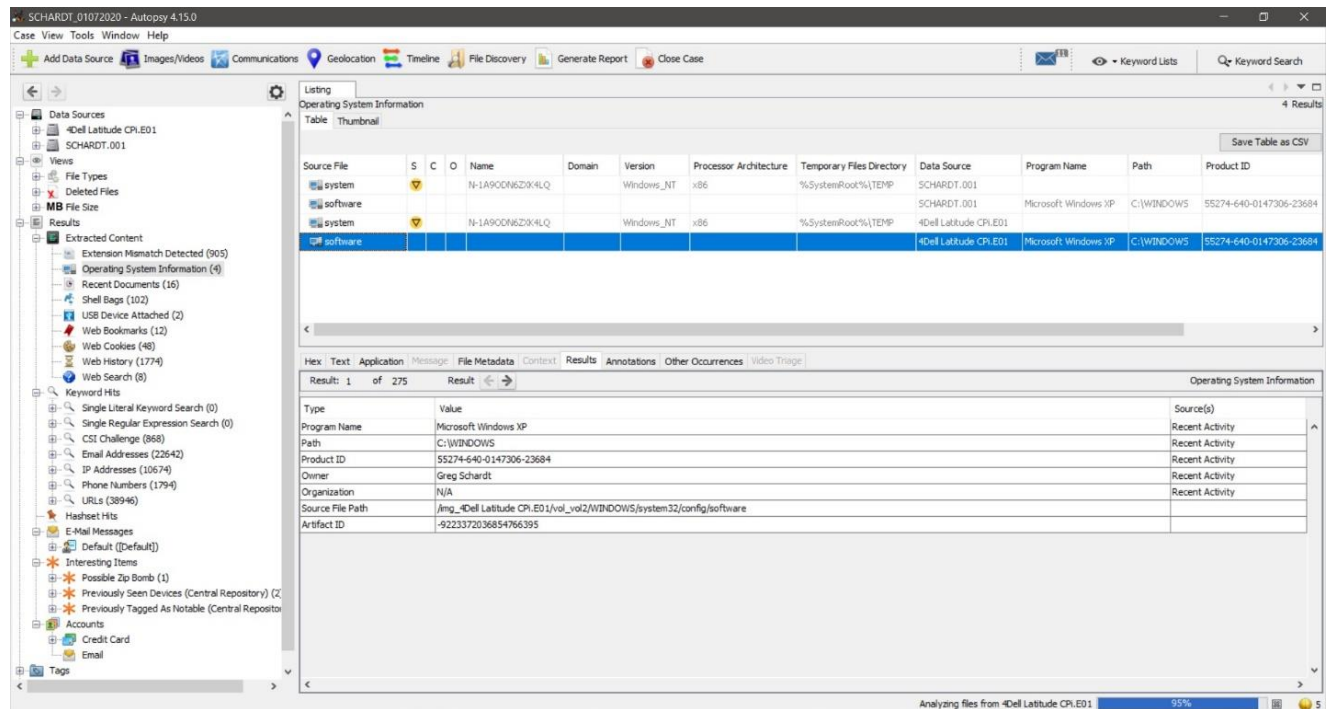 SCHARDT_01072020 - Autopsy 4.15.0
Case View Tools Window Help
Add Data Source Images/Videos Communications Geolocation Timeline File Discovery Generate Report Close Case Keyword Lists Keyword Search
Listing
Operating System Information 4 Results
Table Thumbnail
Save Table as CSV
Source File S C O Name Domain Version Processor Architecture Temporary Files Directory Data Source Program Name Path Product ID
system Windows_NT x86 %SystemRoot%\TEMP SCHARDT.001
software SCHARDT.001 Microsoft Windows XP C:\WINDOWS 55274-640-0147306-23684
system Windows_NT x86 %SystemRoot%\TEMP 4Dell Latitude CPi.E01
software 4Dell Latitude CPi.E01 Microsoft Windows XP C:\WINDOWS 55274-640-0147306-23684
Data Sources
4Dell Latitude CPi.E01
SCHARDT.001
Views
File Types
Deleted Files
MB File Size
Results
Extracted Content
Extension Mismatch Detected (905)
Operating System Information (4)
Recent Documents (16)
Shell Bags (102)
USB Device Attached (2)
Web Bookmarks (12)
Web Cookies (48)
Web History (1774)
Web Search (8)
Keyword Hits
Single Literal Keyword Search (0)
Single Regular Expression Search (0)
CSI Challenge (868)
Email Addresses (22642)
IP Addresses (10674)
Phone Numbers (1794)
URLs (38946)
Hashset Hits
E-Mail Messages
Default ([Default])
Interesting Items
Possible Zip Bomb (1)
Previously Seen Devices (Central Repository) (2)
Previously Tagged As Notable (Central
Accounts
Credit Card
Email
Tags
Hex Text Application Message File Metadata Context Results Annotations Other Occurrences Video Triage
Result: 1 of 275 Result Operating System Information
Type Value Source(s)
Program Name Microsoft Windows XP Recent Activity
Path C:\WINDOWS Recent Activity
Product ID 55274-640-0147306-23684 Recent Activity
Owner Greg Schardt Recent Activity
Organization N/A Recent Activity
Source File Path /img_4Dell Latitude CPi.E01/vol_vol2/WINDOWS/system32/config/software
Artifact ID -9223372036854766395
Analyzing files from 4Dell Latitude CPi.E01 95% 5